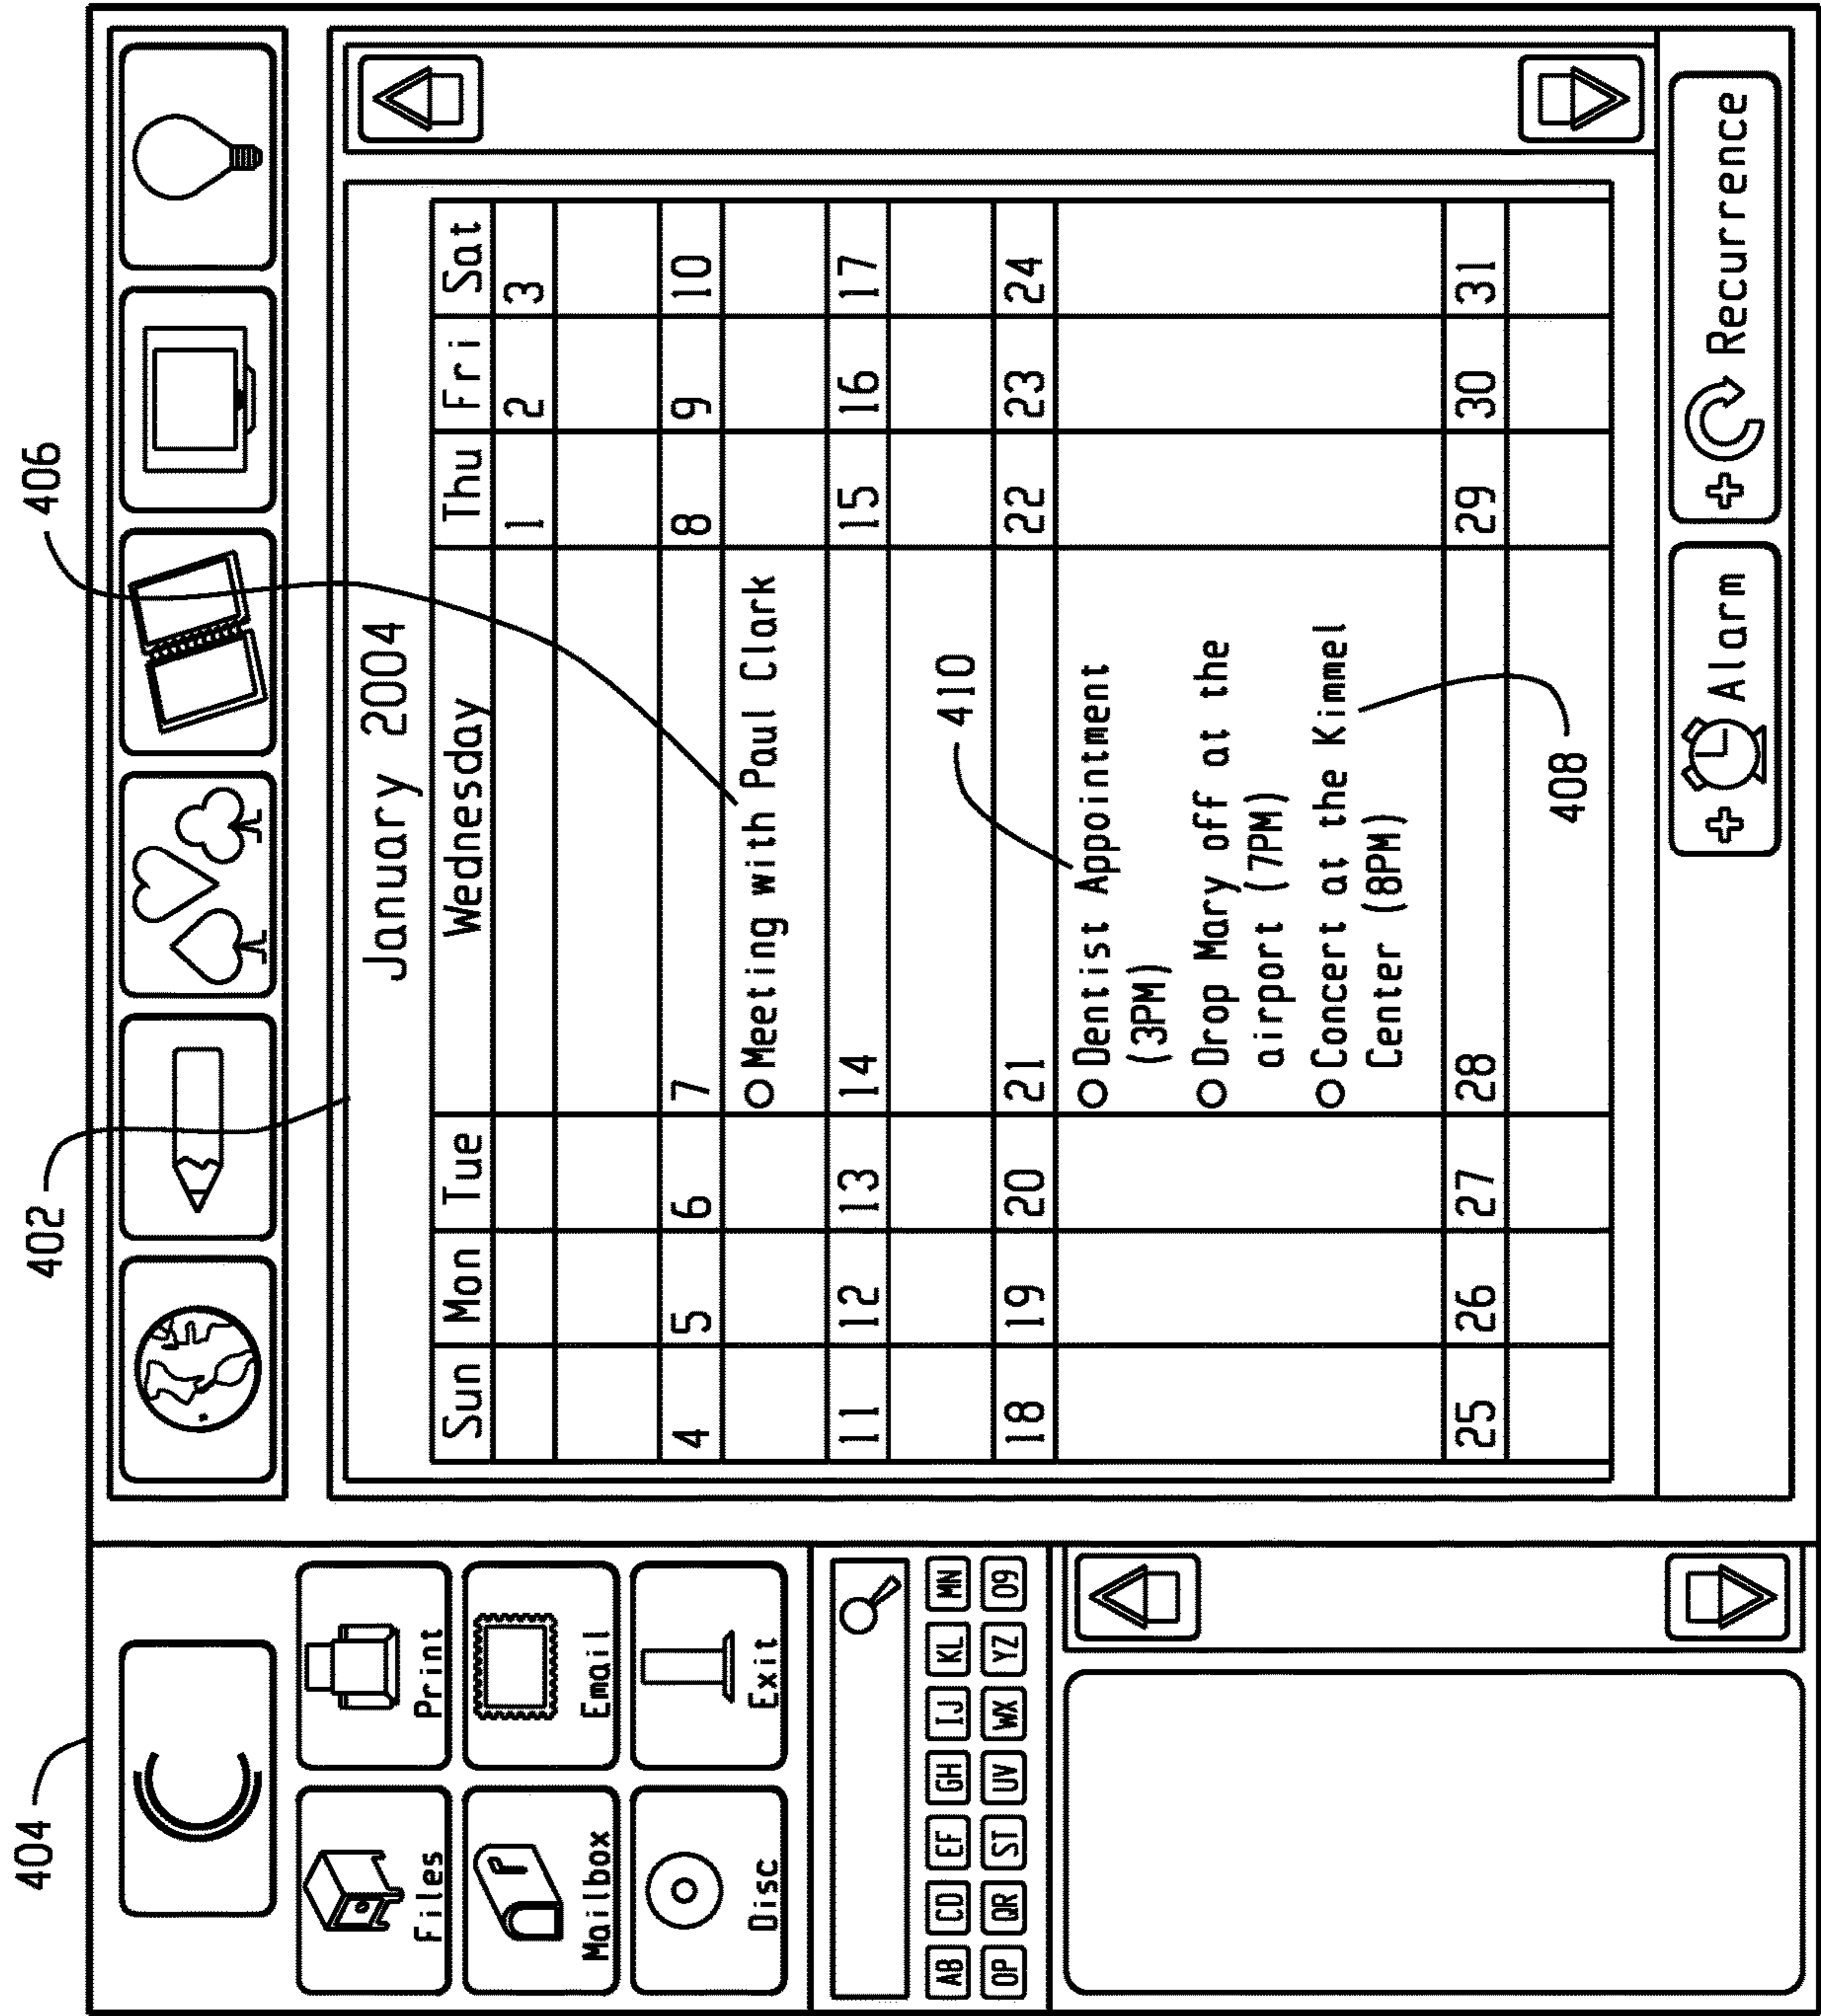 404
402
406
Files
Print
Mailbox
Email
Disc
Exit
AB CD EF GH IJ KL MN
OP QR ST UV WX YZ 09
January 2004
Sun Mon Tue Wednesday Thu Fri Sat
1 2 3
4 5 6 7 8 9 10
Meeting with Paul Clark
11 12 13 14 15 16 17
410
18 19 20 21 22 23 24
Dentist Appointment
(3PM)
Drop Mary off at the
airport (7PM)
Concert at the Kimmel
Center (8PM)
25 26 27 28 29 30 31
408
Alarm
Recurrence